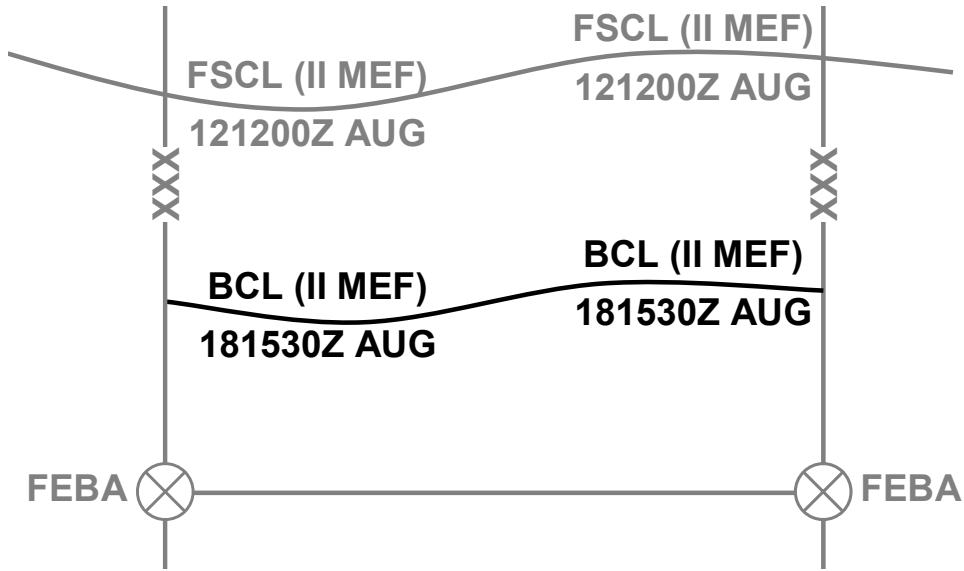 FSCL (II MEF)
121200Z AUG
FSCL (II MEF)
121200Z AUG
XXX
XXX
BCL (II MEF)
181530Z AUG
BCL (II MEF)
181530Z AUG
FEBA
FEBA